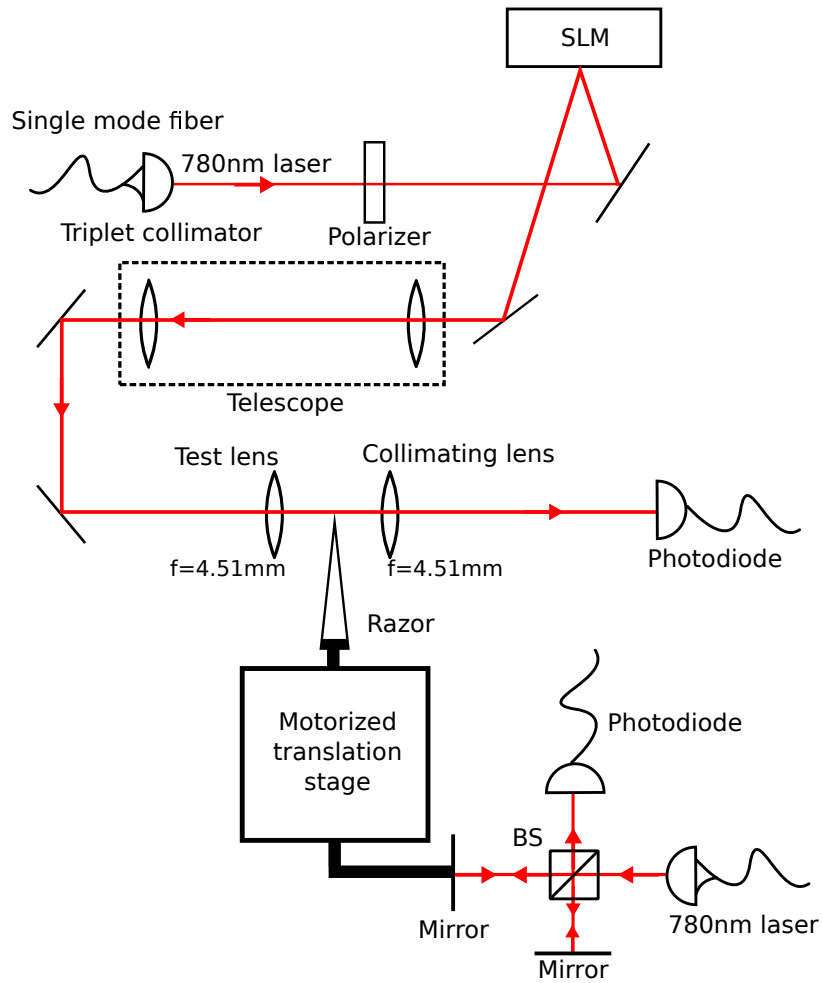 SLM
Single mode fiber
780nm laser
Triplet collimator
Polarizer
Telescope
Test lens
Collimating lens
f=4.51mm
f=4.51mm
Photodiode
Razor
Motorized
translation
stage
Photodiode
BS
Mirror
780nm laser
Mirror